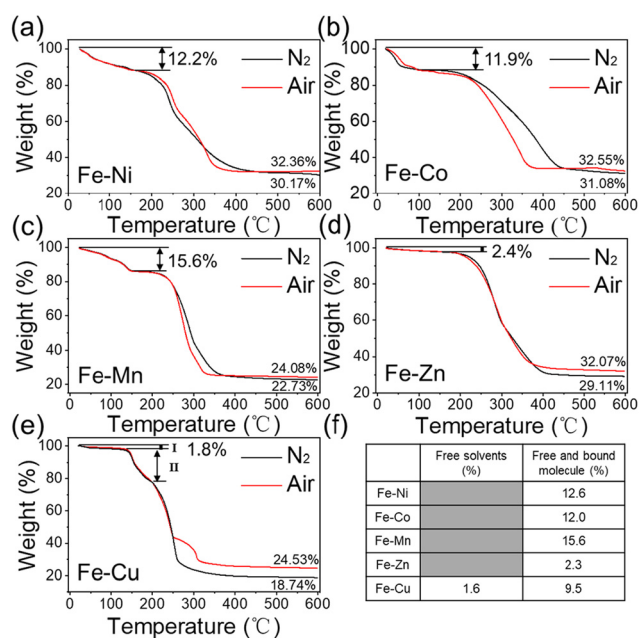 (a)
100
80
60
40
20
12.2%
N₂
Air
32.36%
30.17%
Fe-Ni
Weight (%)
0 100 200 300 400 500 600
Temperature (℃)
(b)
100
80
60
40
20
11.9%
N₂
Air
32.55%
31.08%
Fe-Co
Weight (%)
0 100 200 300 400 500 600
Temperature (℃)
(c)
100
80
60
40
20
15.6%
N₂
Air
24.08%
22.73%
Fe-Mn
Weight (%)
0 100 200 300 400 500 600
Temperature (℃)
(d)
100
80
60
40
20
2.4%
N₂
Air
32.07%
29.11%
Fe-Zn
Weight (%)
0 100 200 300 400 500 600
Temperature (℃)
(e)
100
80
60
40
20
I
1.8%
II
N₂
Air
24.53%
18.74%
Fe-Cu
Weight (%)
0 100 200 300 400 500 600
Temperature (℃)
(f)
Free solvents Free and bound
(%) molecule (%)
Fe-Ni 12.6
Fe-Co 12.0
Fe-Mn 15.6
Fe-Zn 2.3
Fe-Cu 1.6 9.5